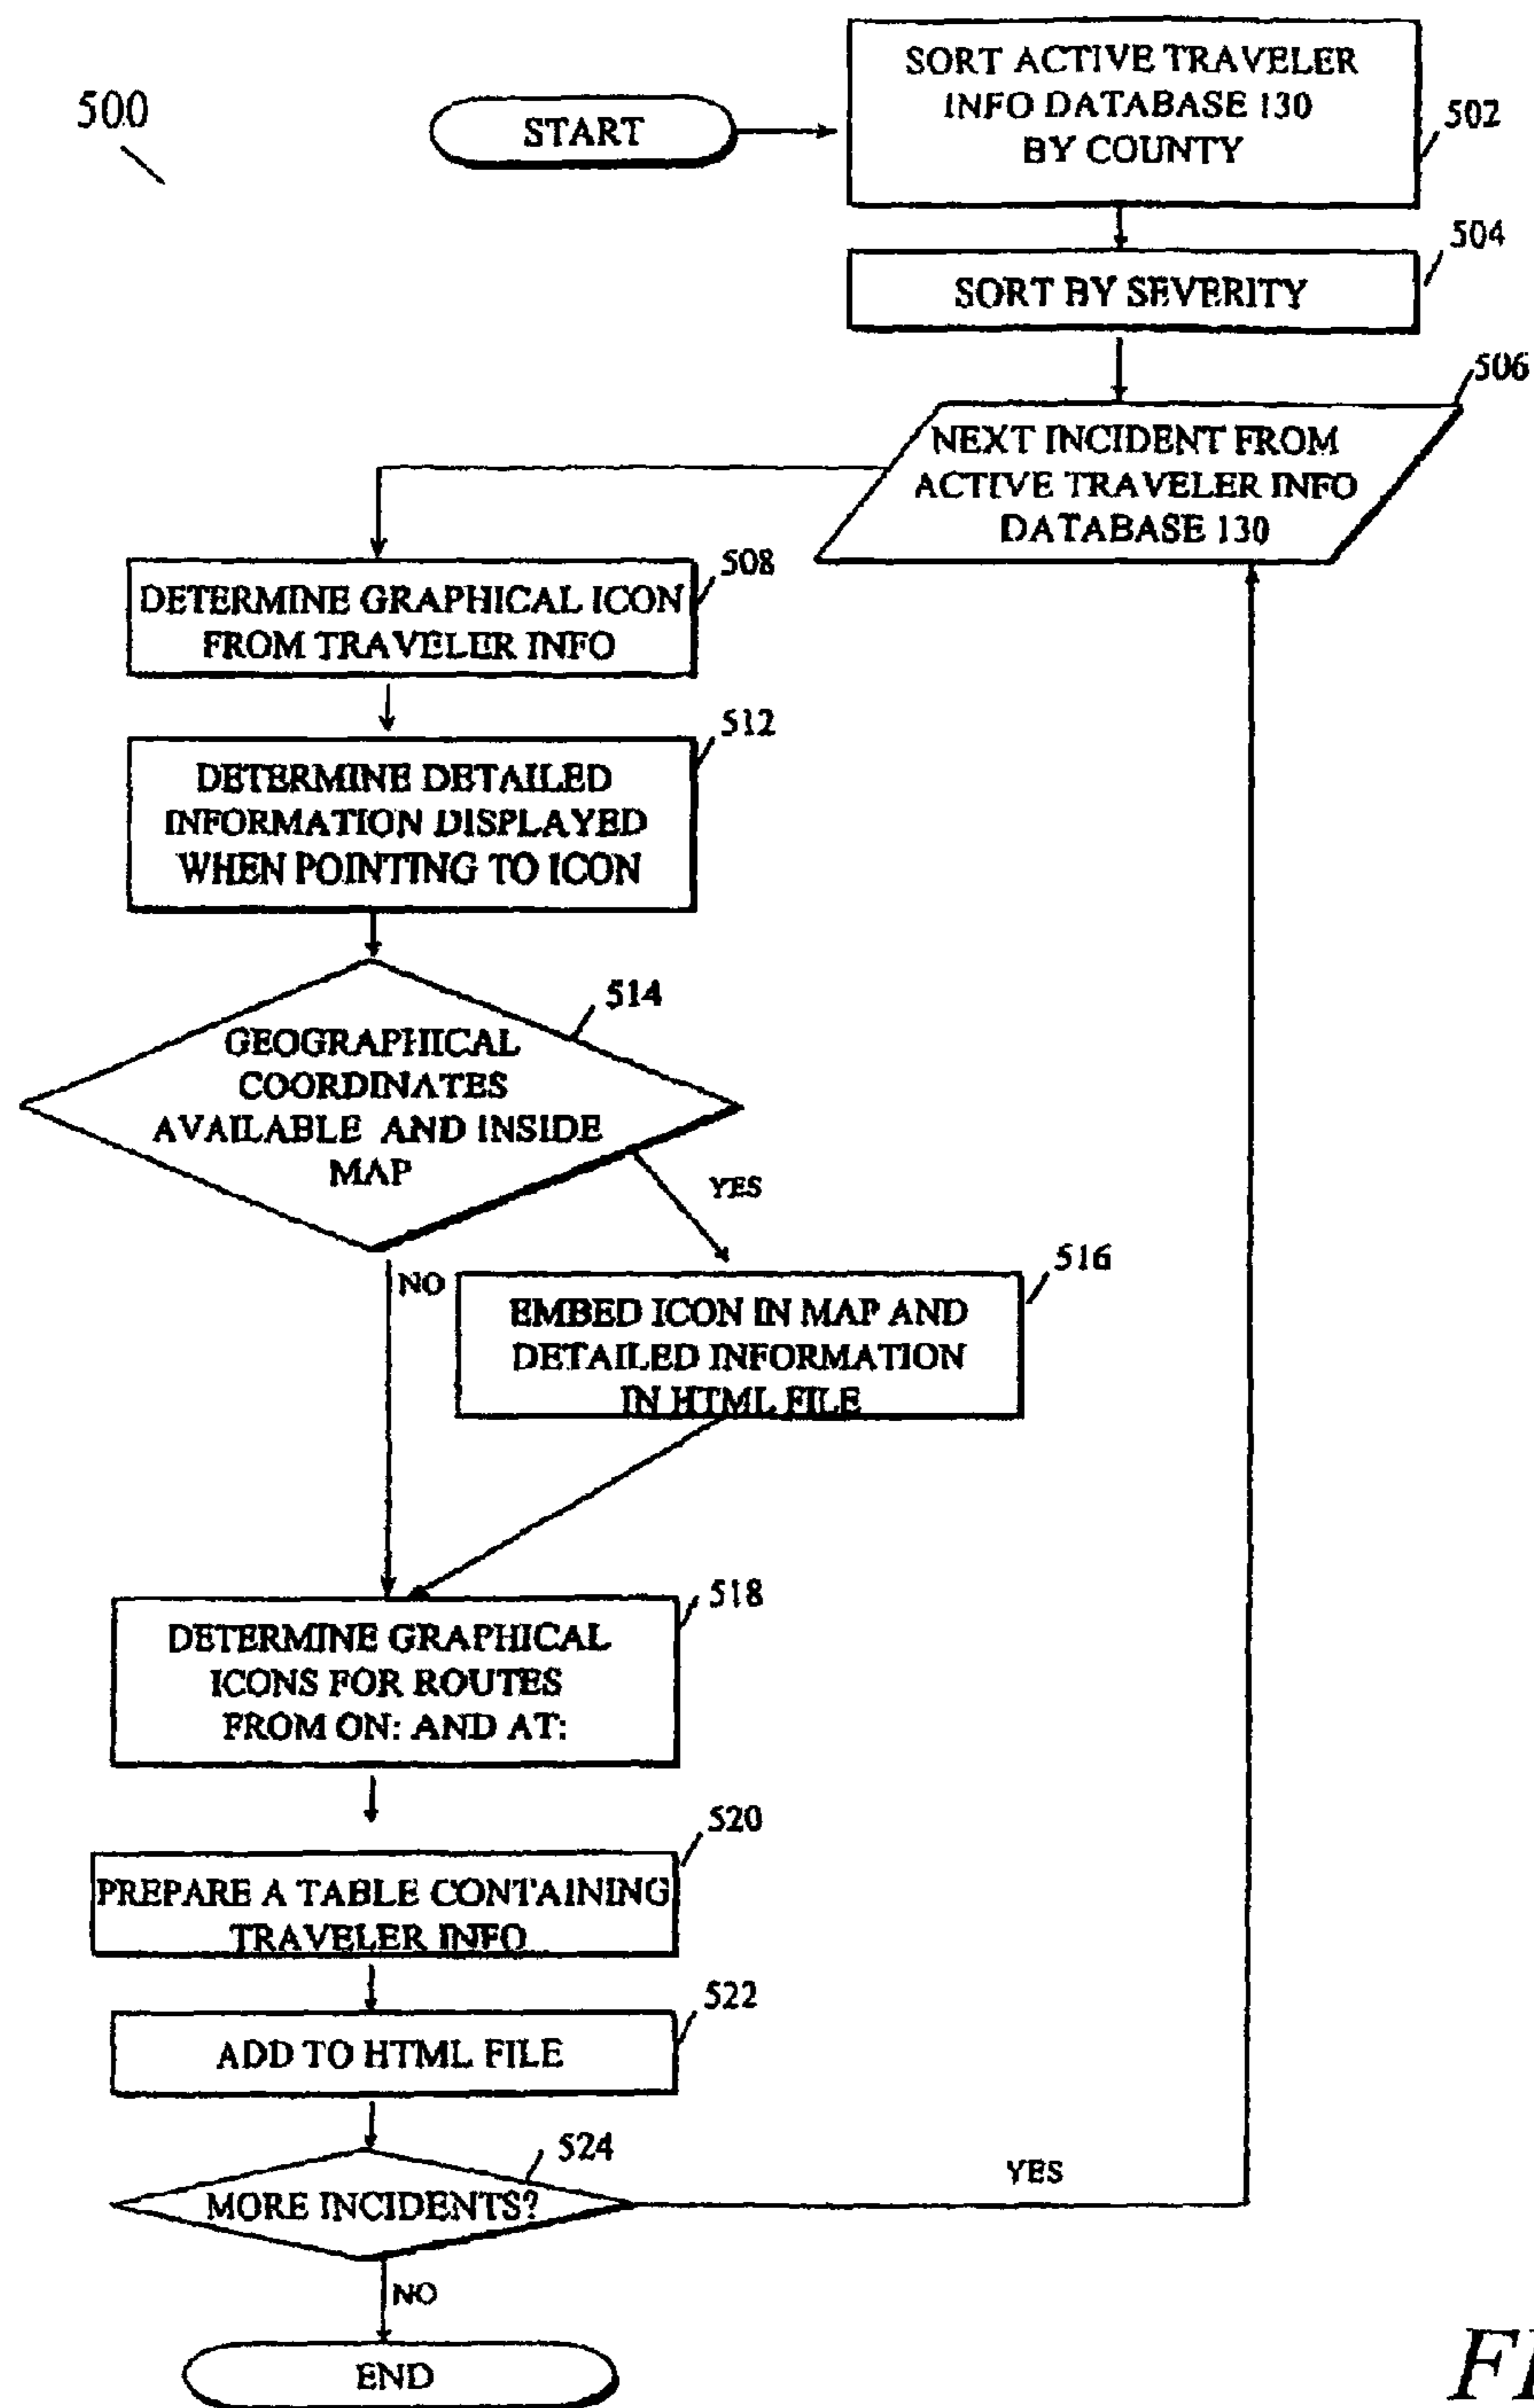 500
START
SORT ACTIVE TRAVELER
INFO DATABASE 130
BY COUNTY
502
SORT BY SEVERITY
504
NEXT INCIDENT FROM
ACTIVE TRAVELER INFO
DATABASE 130
506
DETERMINE GRAPHICAL ICON
FROM TRAVELER INFO
508
DETERMINE DETAILED
INFORMATION DISPLAYED
WHEN POINTING TO ICON
512
GEOGRAPHICAL
COORDINATES
AVAILABLE AND INSIDE
MAP
514
YES
NO
EMBED ICON IN MAP AND
DETAILED INFORMATION
IN HTML FILE
516
DETERMINE GRAPHICAL
ICONS FOR ROUTES
FROM ON: AND AT:
518
PREPARE A TABLE CONTAINING
TRAVELER INFO
520
ADD TO HTML FILE
522
MORE INCIDENTS?
524
YES
NO
END